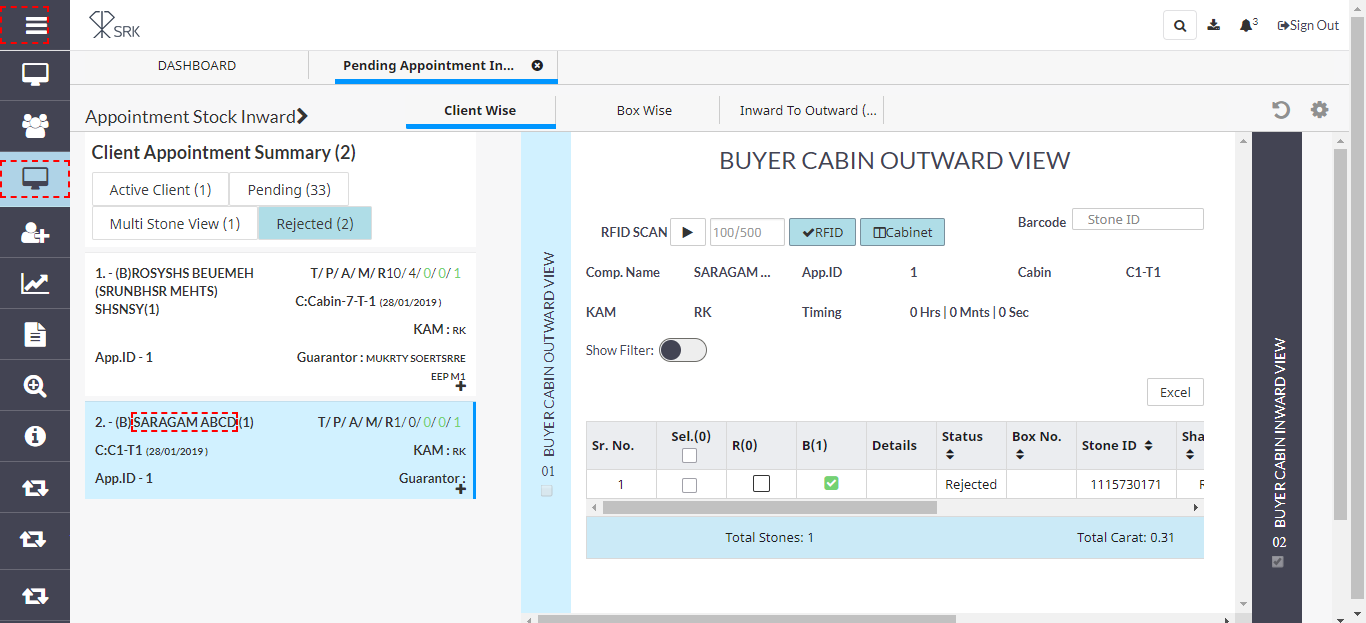 SRK
3
Sign Out
DASHBOARD
Pending Appointment In...
Appointment Stock Inward
Client Wise
Box Wise
Inward To Outward (...
Client Appointment Summary (2)
Active Client (1)
Pending (33)
Multi Stone View (1)
Rejected (2)
1. - (B)ROSYSHS BEUEMEH
(SRUNBHSR MEHTS)
SHSNSY(1)
T/ P/ A/ M/ R10/ 4/ 0/ 0/ 1
C:Cabin-7-T-1 (28/01/2019 )
KAM : RK
App.ID - 1
Guarantor : MUKRTY SOERTSRRE
EEP M1
2. - (B)SARAGAM ABCD(1)
T/ P/ A/ M/ R1/ 0/ 0/ 0/ 1
C:C1-T1 (28/01/2019 )
KAM : RK
App.ID - 1
Guarantor :
BUYER CABIN OUTWARD VIEW
01
BUYER CABIN OUTWARD VIEW
RFID SCAN
100/500
RFID
Cabinet
Barcode
Stone ID
Comp. Name
SARAGAM ...
App.ID
1
Cabin
C1-T1
KAM
RK
Timing
0 Hrs | 0 Mnts | 0 Sec
Show Filter:
Excel
Sr. No.
Sel.(0)
R(0)
B(1)
Details
Status
Box No.
Stone ID
Sha
1
Rejected
1115730171
Total Stones: 1
Total Carat: 0.31
BUYER CABIN INWARD VIEW
02